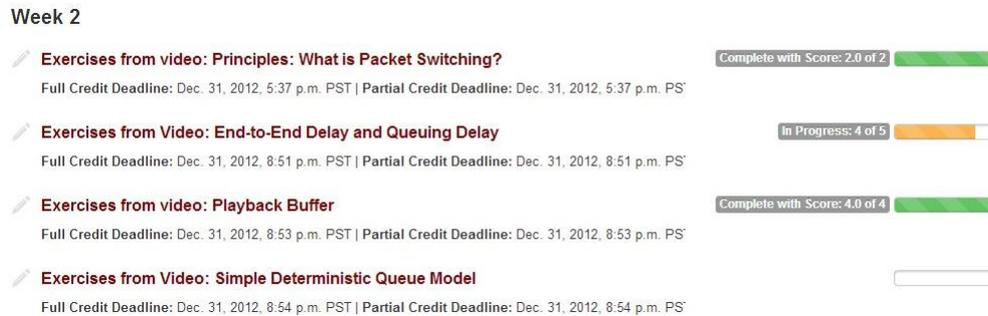 Week 2
Exercises from video: Principles: What is Packet Switching?
Complete with Score: 2.0 of 2
Full Credit Deadline: Dec. 31, 2012, 5:37 p.m. PST | Partial Credit Deadline: Dec. 31, 2012, 5:37 p.m. PS
Exercises from Video: End-to-End Delay and Queuing Delay
In Progress: 4 of 5
Full Credit Deadline: Dec. 31, 2012, 8:51 p.m. PST | Partial Credit Deadline: Dec. 31, 2012, 8:51 p.m. PS
Exercises from video: Playback Buffer
Complete with Score: 4.0 of 4
Full Credit Deadline: Dec. 31, 2012, 8:53 p.m. PST | Partial Credit Deadline: Dec. 31, 2012, 8:53 p.m. PS
Exercises from Video: Simple Deterministic Queue Model
Full Credit Deadline: Dec. 31, 2012, 8:54 p.m. PST | Partial Credit Deadline: Dec. 31, 2012, 8:54 p.m. PS